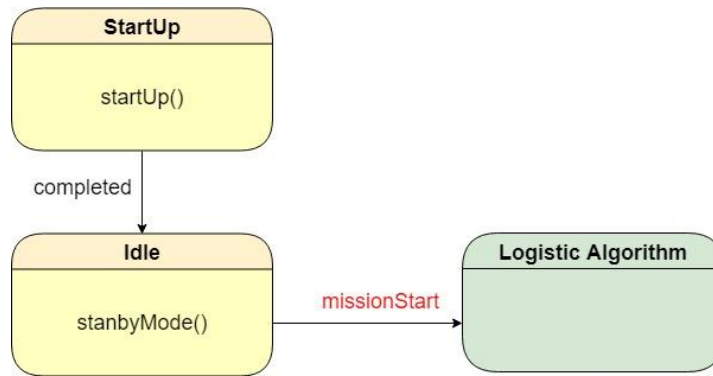 StartUp
startUp()
completed
Idle
stanbyMode()
missionStart
Logistic Algorithm